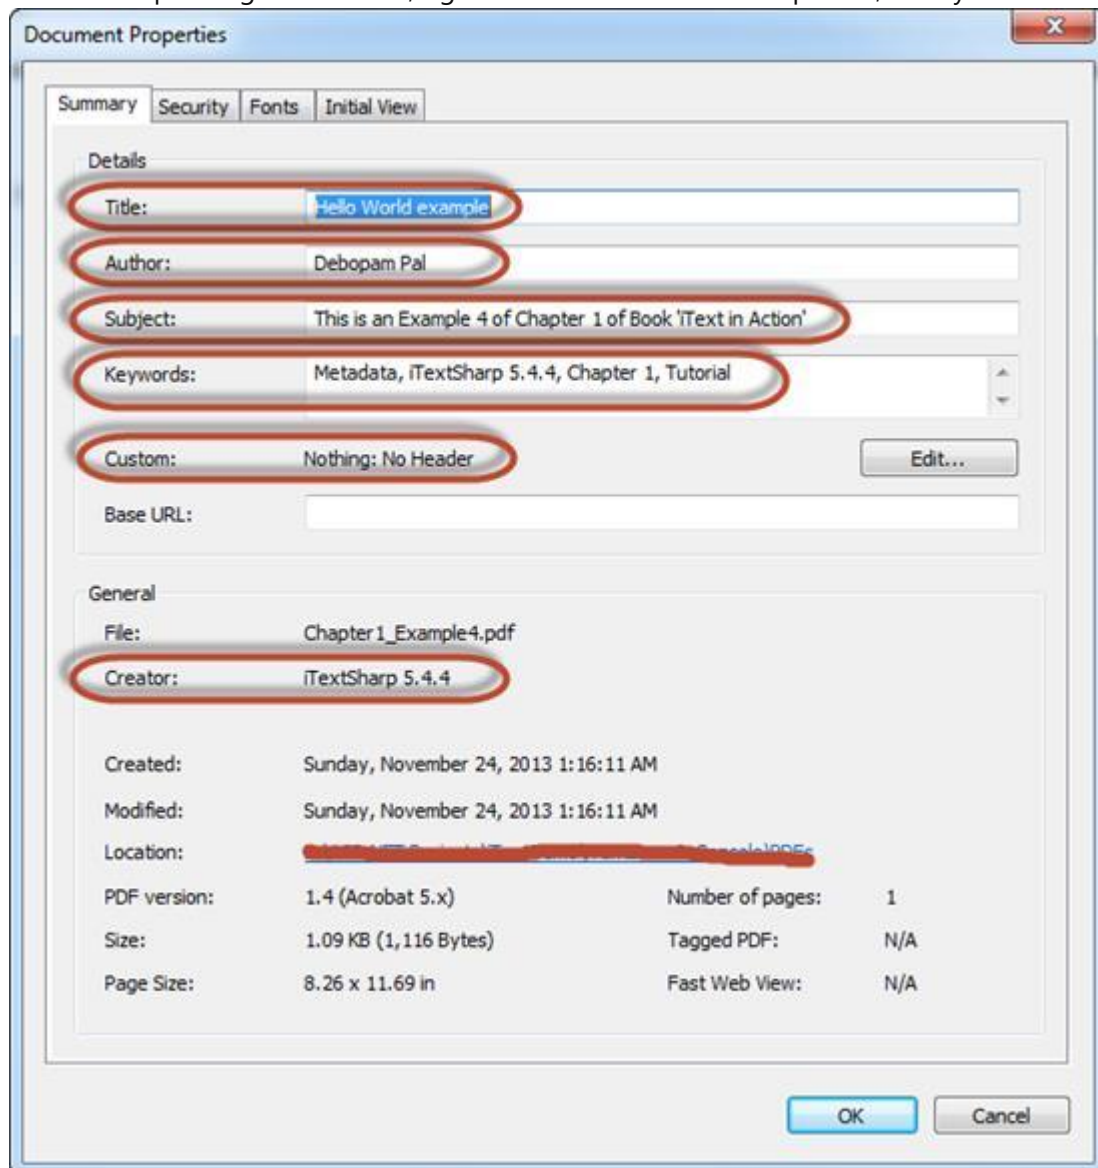 Document Properties
Summary Security Fonts Initial View
Details
Title: Hello World example
Author: Debopam Pal
Subject: This is an Example 4 of Chapter 1 of Book 'iText in Action'
Keywords: Metadata, iTextSharp 5.4.4, Chapter 1, Tutorial
Custom: Nothing: No Header Edit...
Base URL:
General
File: Chapter1_Example4.pdf
Creator: iTextSharp 5.4.4
Created: Sunday, November 24, 2013 1:16:11 AM
Modified: Sunday, November 24, 2013 1:16:11 AM
Location:
PDF version: 1.4 (Acrobat 5.x) Number of pages: 1
Size: 1.09 KB (1,116 Bytes) Tagged PDF: N/A
Page Size: 8.26 x 11.69 in Fast Web View: N/A
OK Cancel